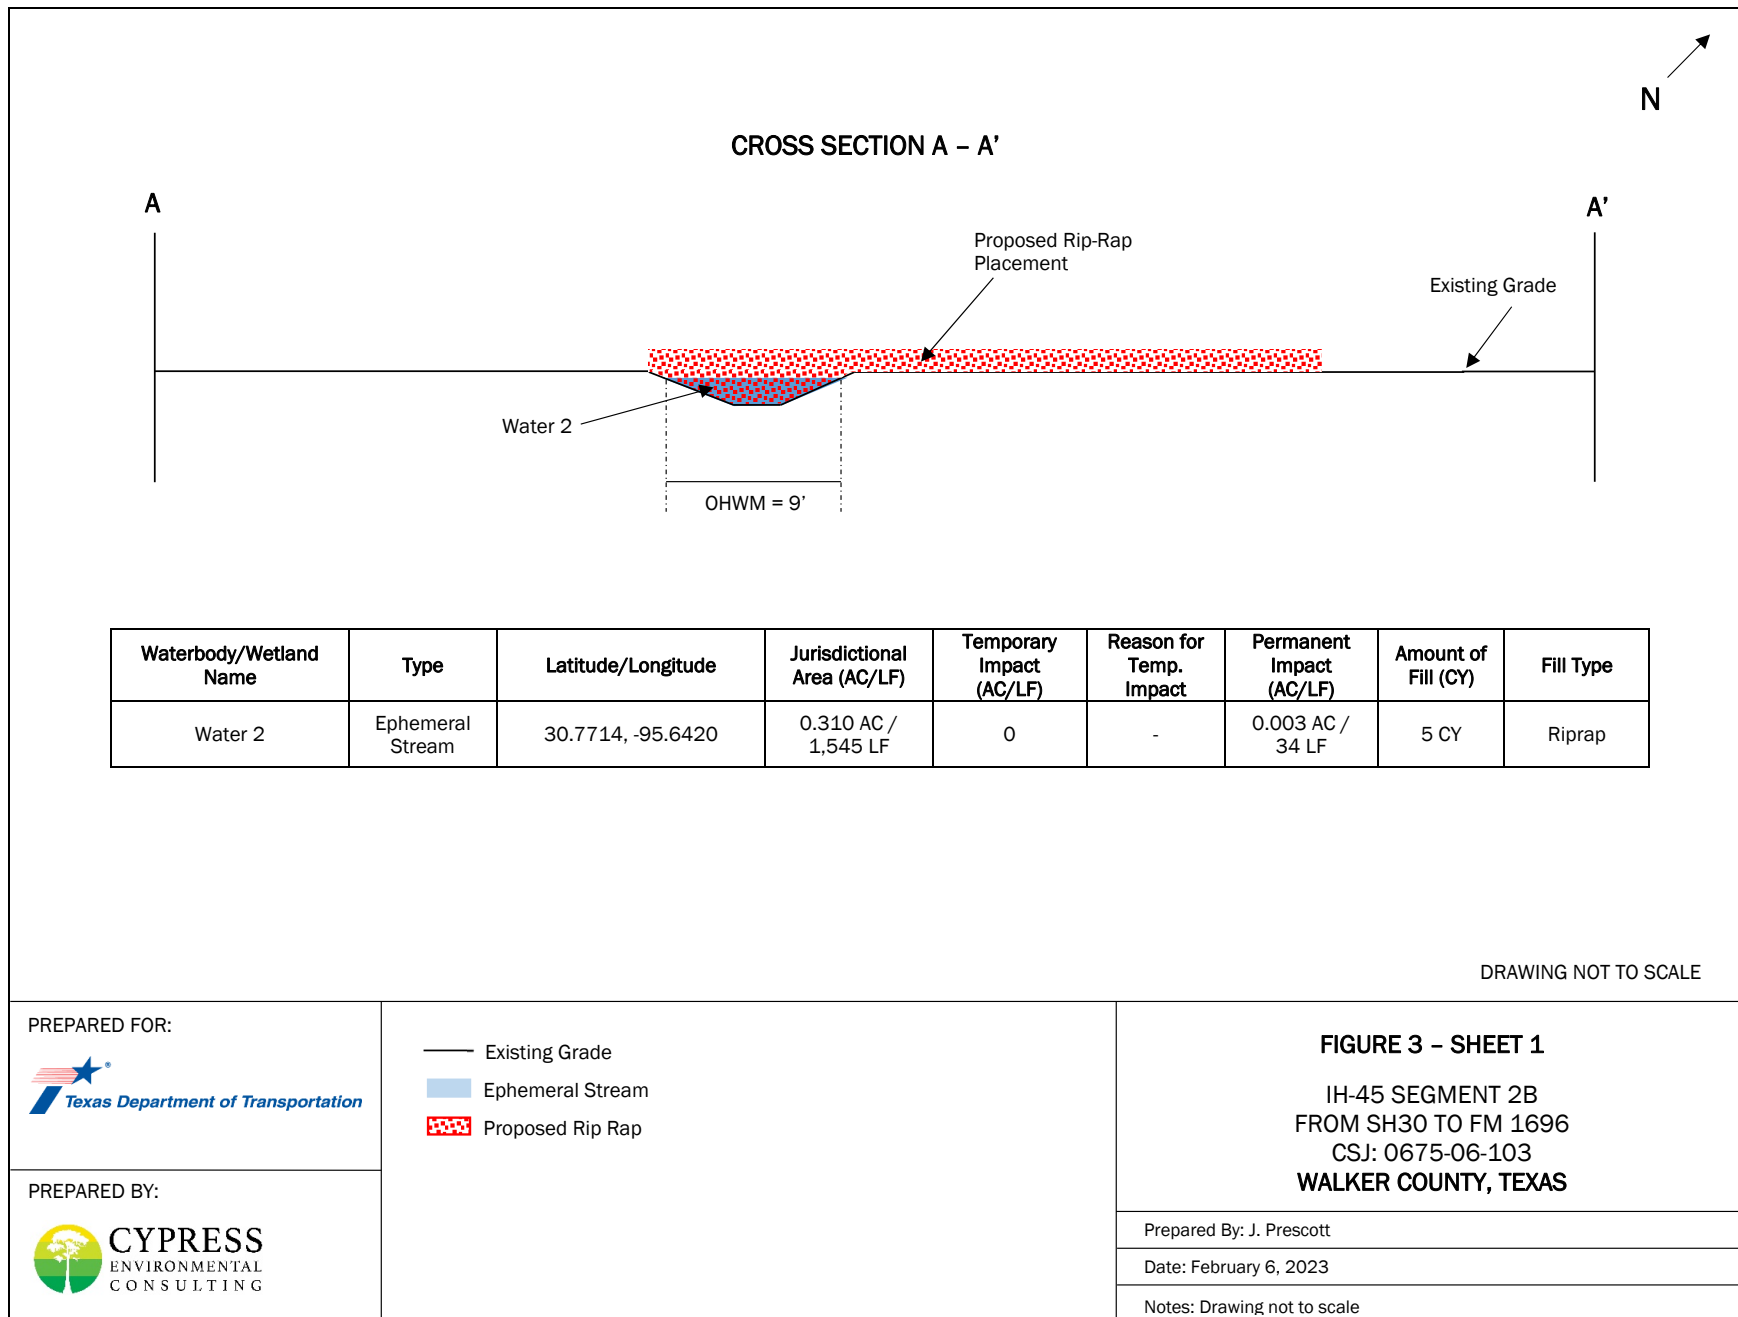 N
CROSS SECTION A – A’
A
A’
Proposed Rip-Rap
Placement
Existing Grade
Water 2
OHWM = 9’
Waterbody/Wetland Name | Type | Latitude/Longitude | Jurisdictional Area (AC/LF) | Temporary Impact (AC/LF) | Reason for Temp. Impact | Permanent Impact (AC/LF) | Amount of Fill (CY) | Fill Type
Water 2 | Ephemeral Stream | 30.7714, -95.6420 | 0.310 AC / 1,545 LF | 0 | - | 0.003 AC / 34 LF | 5 CY | Riprap
DRAWING NOT TO SCALE
PREPARED FOR:
Texas Department of Transportation
®
PREPARED BY:
CYPRESS
ENVIRONMENTAL
CONSULTING
Existing Grade
Ephemeral Stream
Proposed Rip Rap
FIGURE 3 – SHEET 1
IH-45 SEGMENT 2B
FROM SH30 TO FM 1696
CSJ: 0675-06-103
WALKER COUNTY, TEXAS
Prepared By: J. Prescott
Date: February 6, 2023
Notes: Drawing not to scale